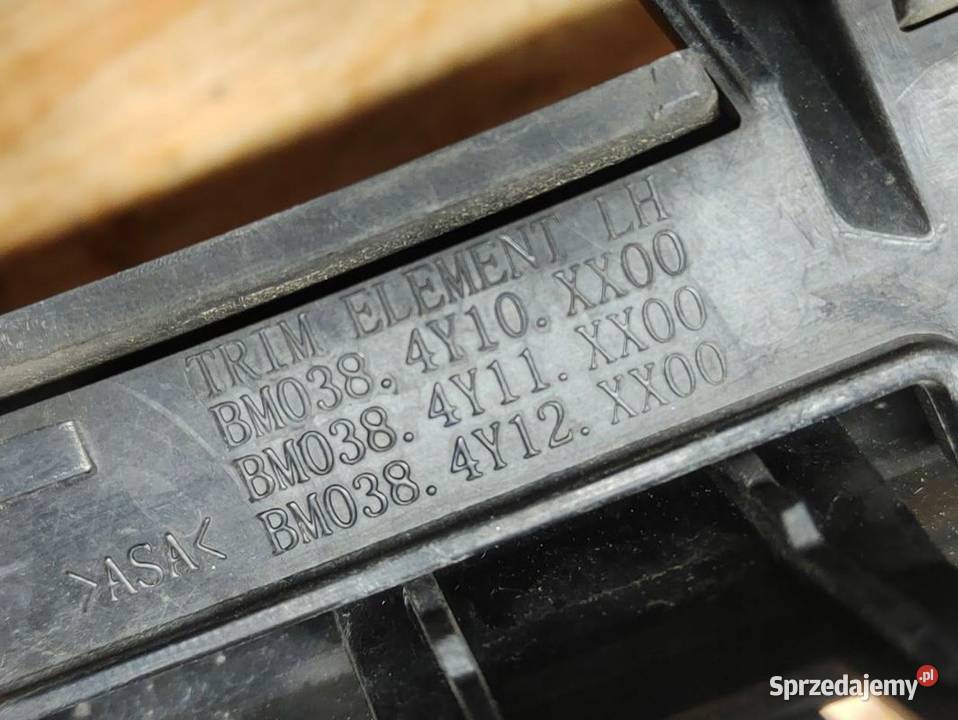 TRIM ELEMENT LH
BM038.4Y10.XX00
BM038.4Y11.XX00
BM038.4Y12.XX00
>ASA<
Sprzedajemy.pl